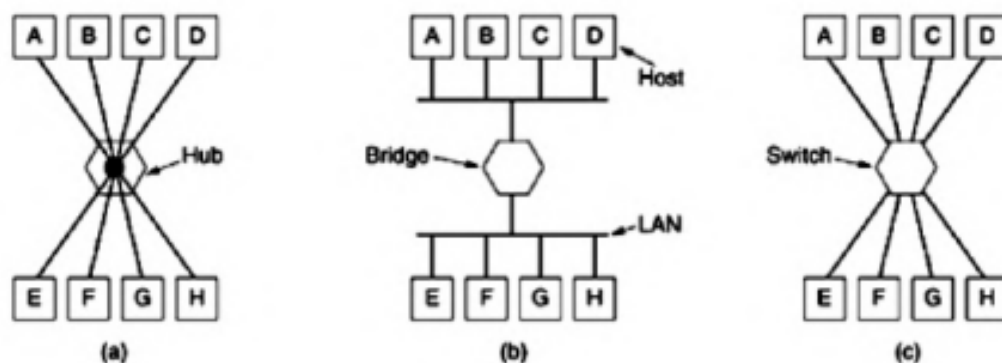 A B C D
Hub
E F G H
(a)
A B C D
Host
Bridge
LAN
E F G H
(b)
A B C D
Switch
E F G H
(c)